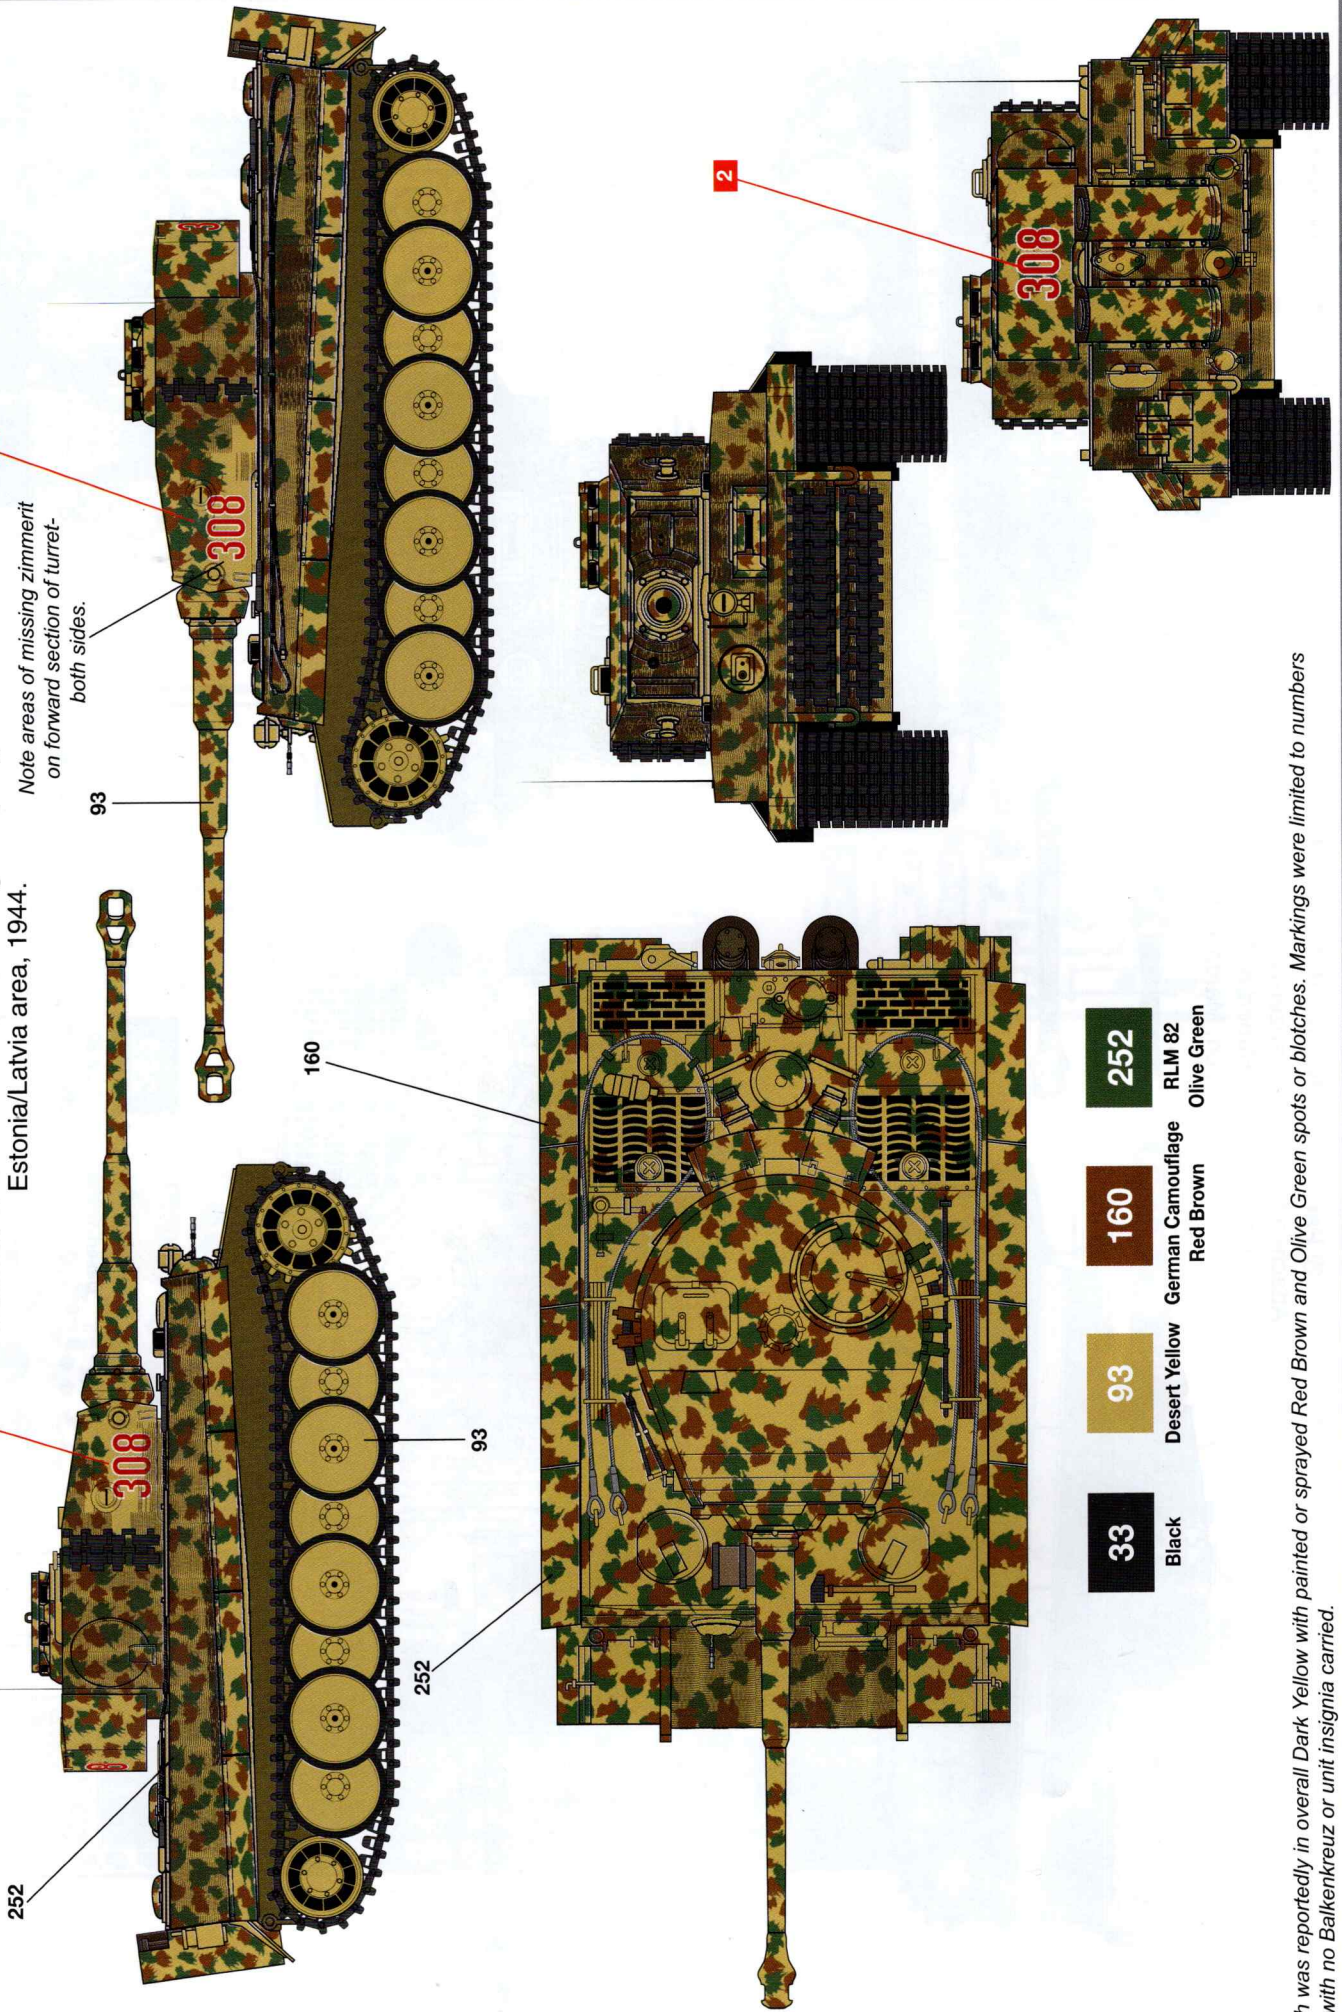 Estonia/Latvia area, 1944.
Note areas of missing zimmerit
on forward section of turret-
both sides.
93
252
308
3
308
8
93
252
160
2
308
33
93
160
252
Black
Desert Yellow
German Camouflage
Red Brown
RLM 82
Olive Green
was reportedly in overall Dark Yellow with painted or sprayed Red Brown and Olive Green spots or blotches. Markings were limited to numbers
with no Balkenkreuz or unit insignia carried.